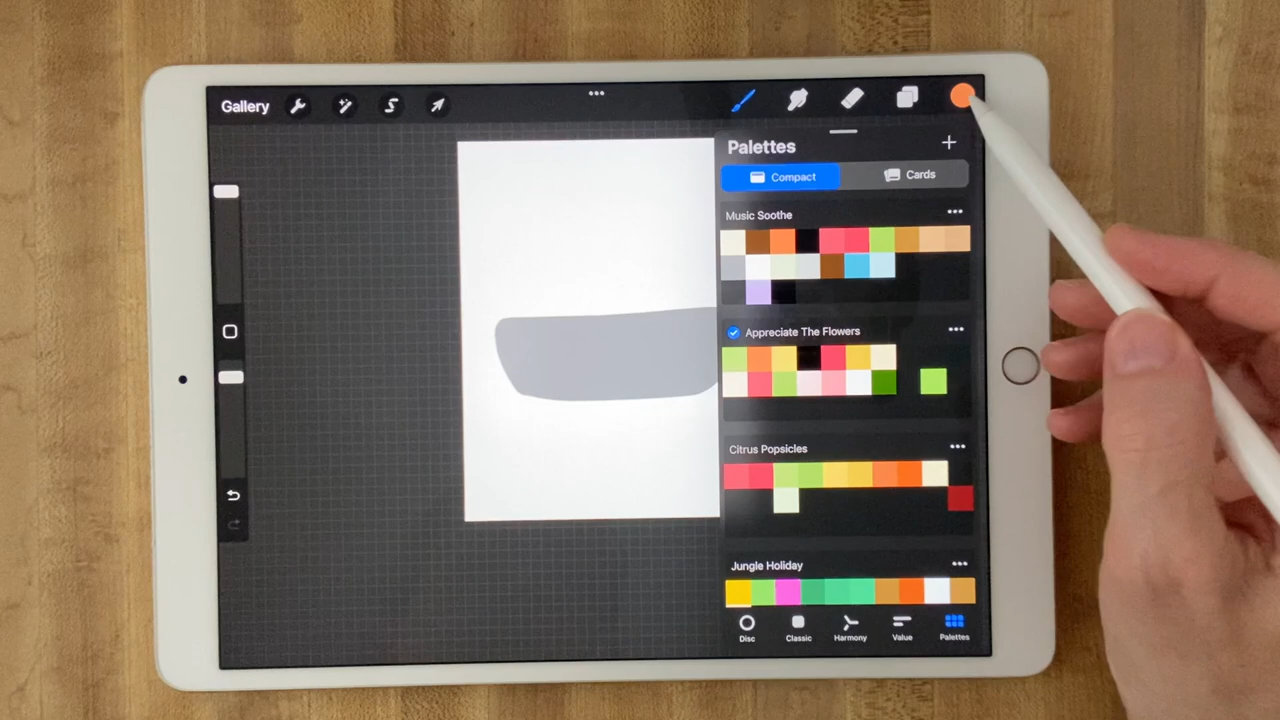 Gallery
Palettes
Compact
Cards
Music Soothe
Appreciate The Flowers
Citrus Popsicles
Jungle Holiday
Disc
Classic
Harmony
Value
Palettes